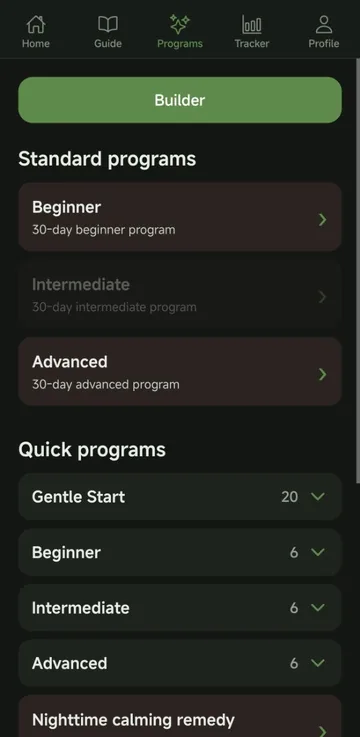 Home
Guide
Programs
Tracker
Profile
Builder
Standard programs
Beginner
30-day beginner program
Intermediate
30-day intermediate program
Advanced
30-day advanced program
Quick programs
Gentle Start 20
Beginner 6
Intermediate 6
Advanced 6
Nighttime calming remedy